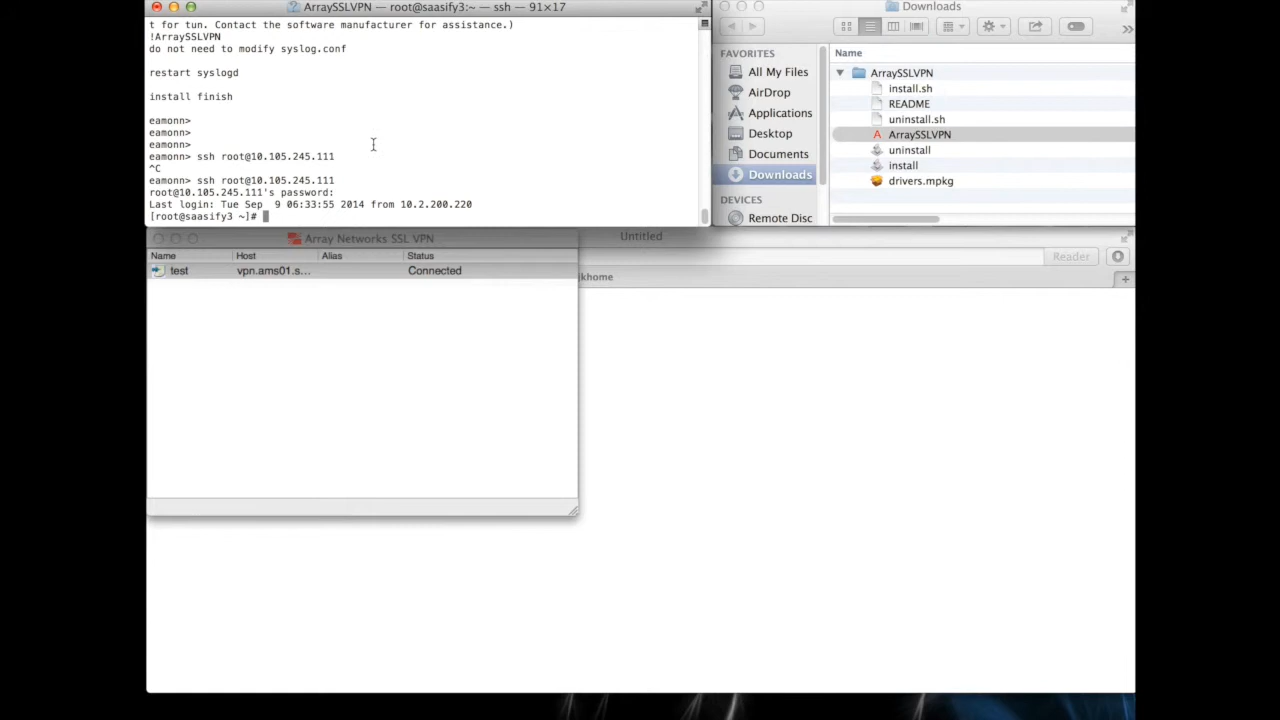 ArraySSLVPN — root@saasify3:~ — ssh — 91×17
t for tun. Contact the software manufacturer for assistance.)
!ArraySSLVPN
do not need to modify syslog.conf
restart syslogd
install finish
eamonn>
eamonn>
eamonn>
eamonn> ssh root@10.105.245.111
^C
eamonn> ssh root@10.105.245.111
root@10.105.245.111's password:
Last login: Tue Sep  9 06:33:55 2014 from 10.2.200.220
[root@saasify3 ~]#
Downloads
FAVORITES
All My Files
AirDrop
Applications
Desktop
Documents
Downloads
DEVICES
Remote Disc
Name
ArraySSLVPN
install.sh
README
uninstall.sh
ArraySSLVPN
uninstall
install
drivers.mpkg
Array Networks SSL VPN
Name Host Alias Status
test vpn.ams01.s... Connected
Untitled
Reader
jkhome